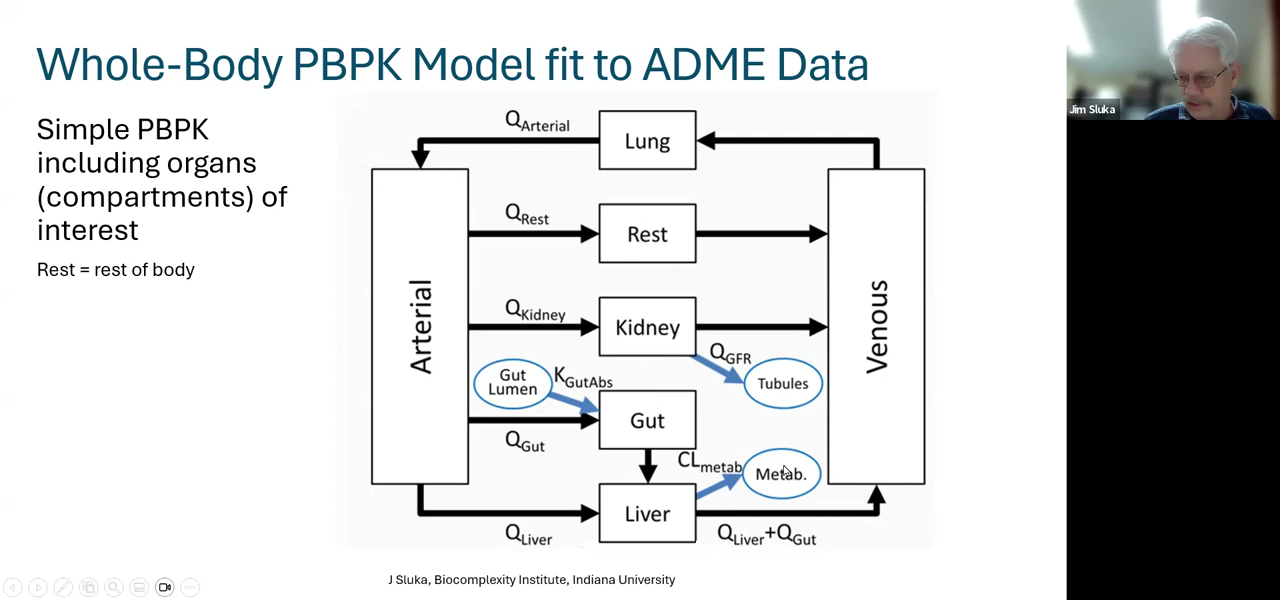 Whole-Body PBPK Model fit to ADME Data
Simple PBPK
including organs
(compartments) of
interest
Rest = rest of body
Q_Arterial
Lung
Q_Rest
Rest
Arterial
Venous
Q_Kidney
Kidney
Q_GFR
Tubules
Gut
Lumen
K_GutAbs
Gut
Q_Gut
CL_metab
Metab.
Liver
Q_Liver
Q_Liver+Q_Gut
J Sluka, Biocomplexity Institute, Indiana University
Jim Sluka